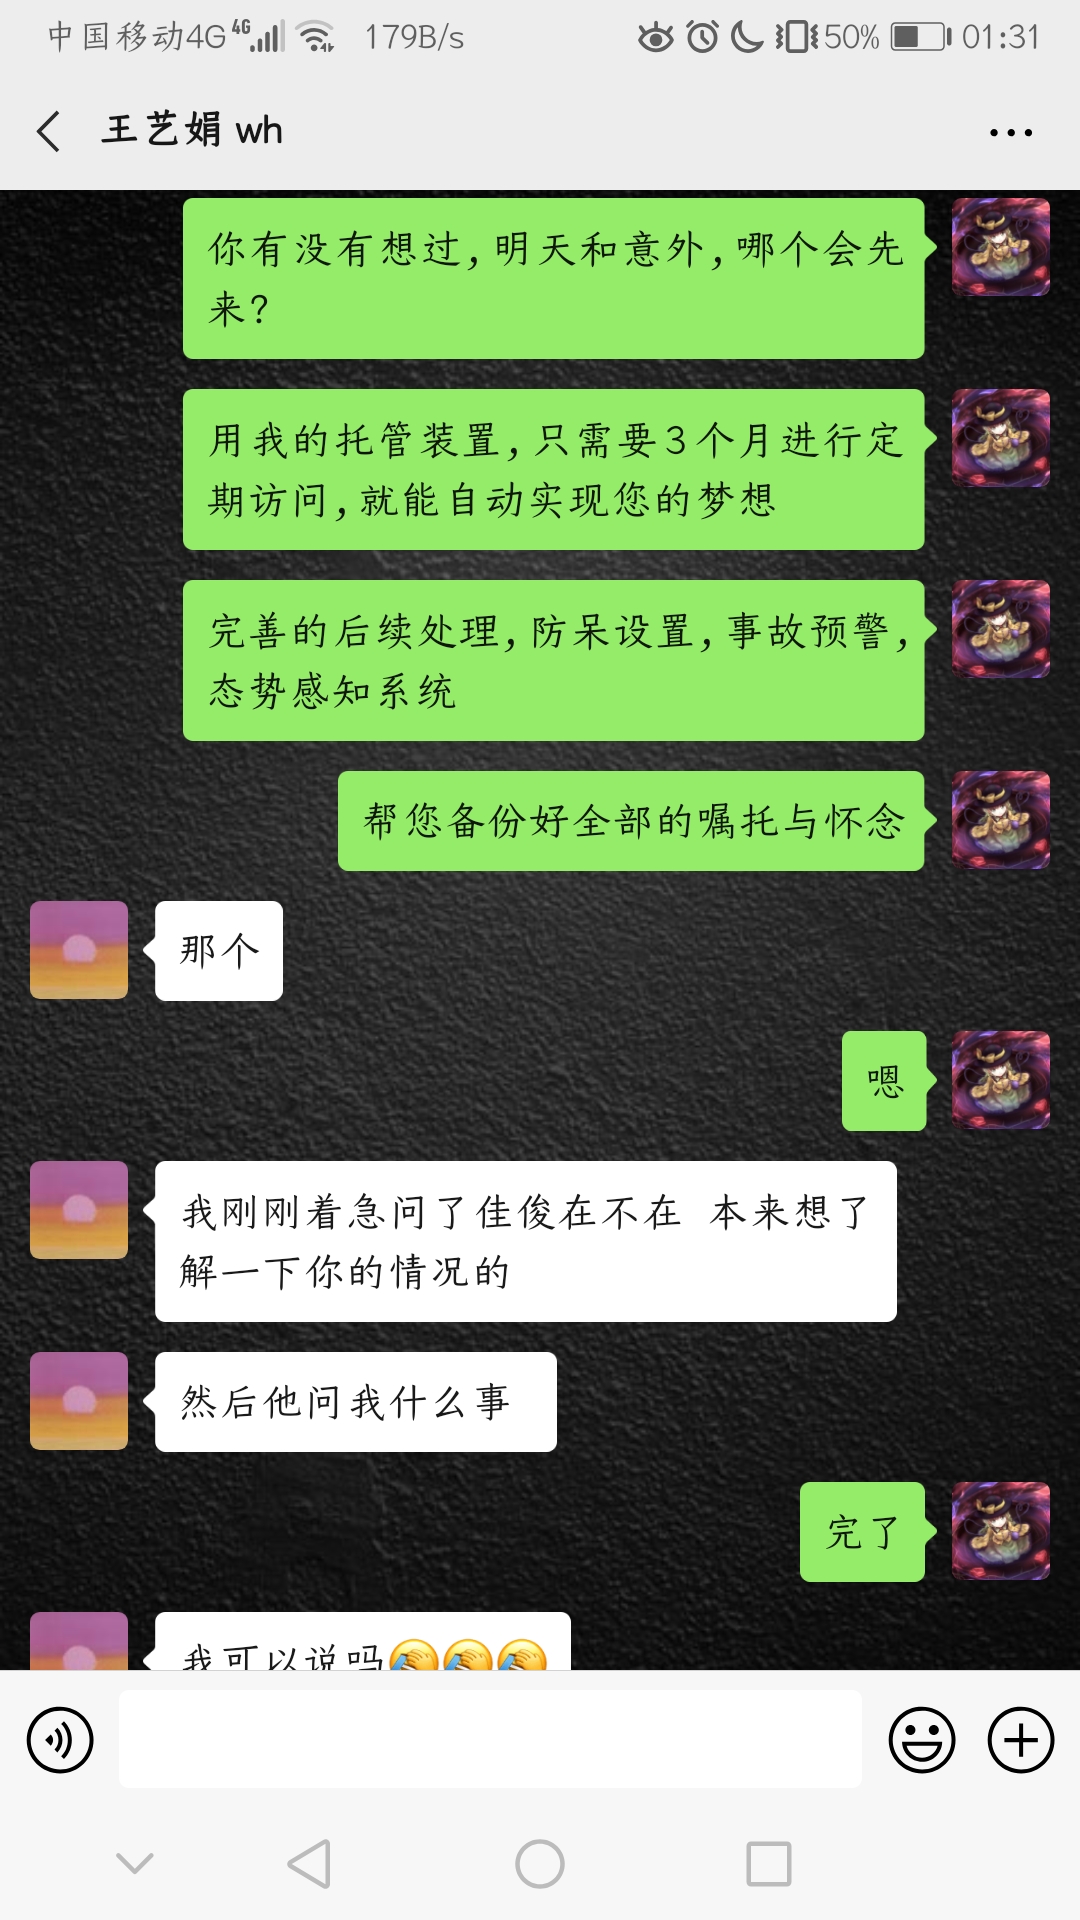 中国移动4G 4G 179B/s 50% 01:31
王艺娟 wh
你有没有想过,明天和意外,哪个会先
来?
用我的托管装置,只需要3个月进行定
期访问,就能自动实现您的梦想
完善的后续处理,防呆设置,事故预警,
态势感知系统
帮您备份好全部的嘱托与怀念
那个
嗯
我刚刚着急问了佳俊在不在 本来想了
解一下你的情况的
然后他问我什么事
完了
我可以说吗🤦🤦🤦